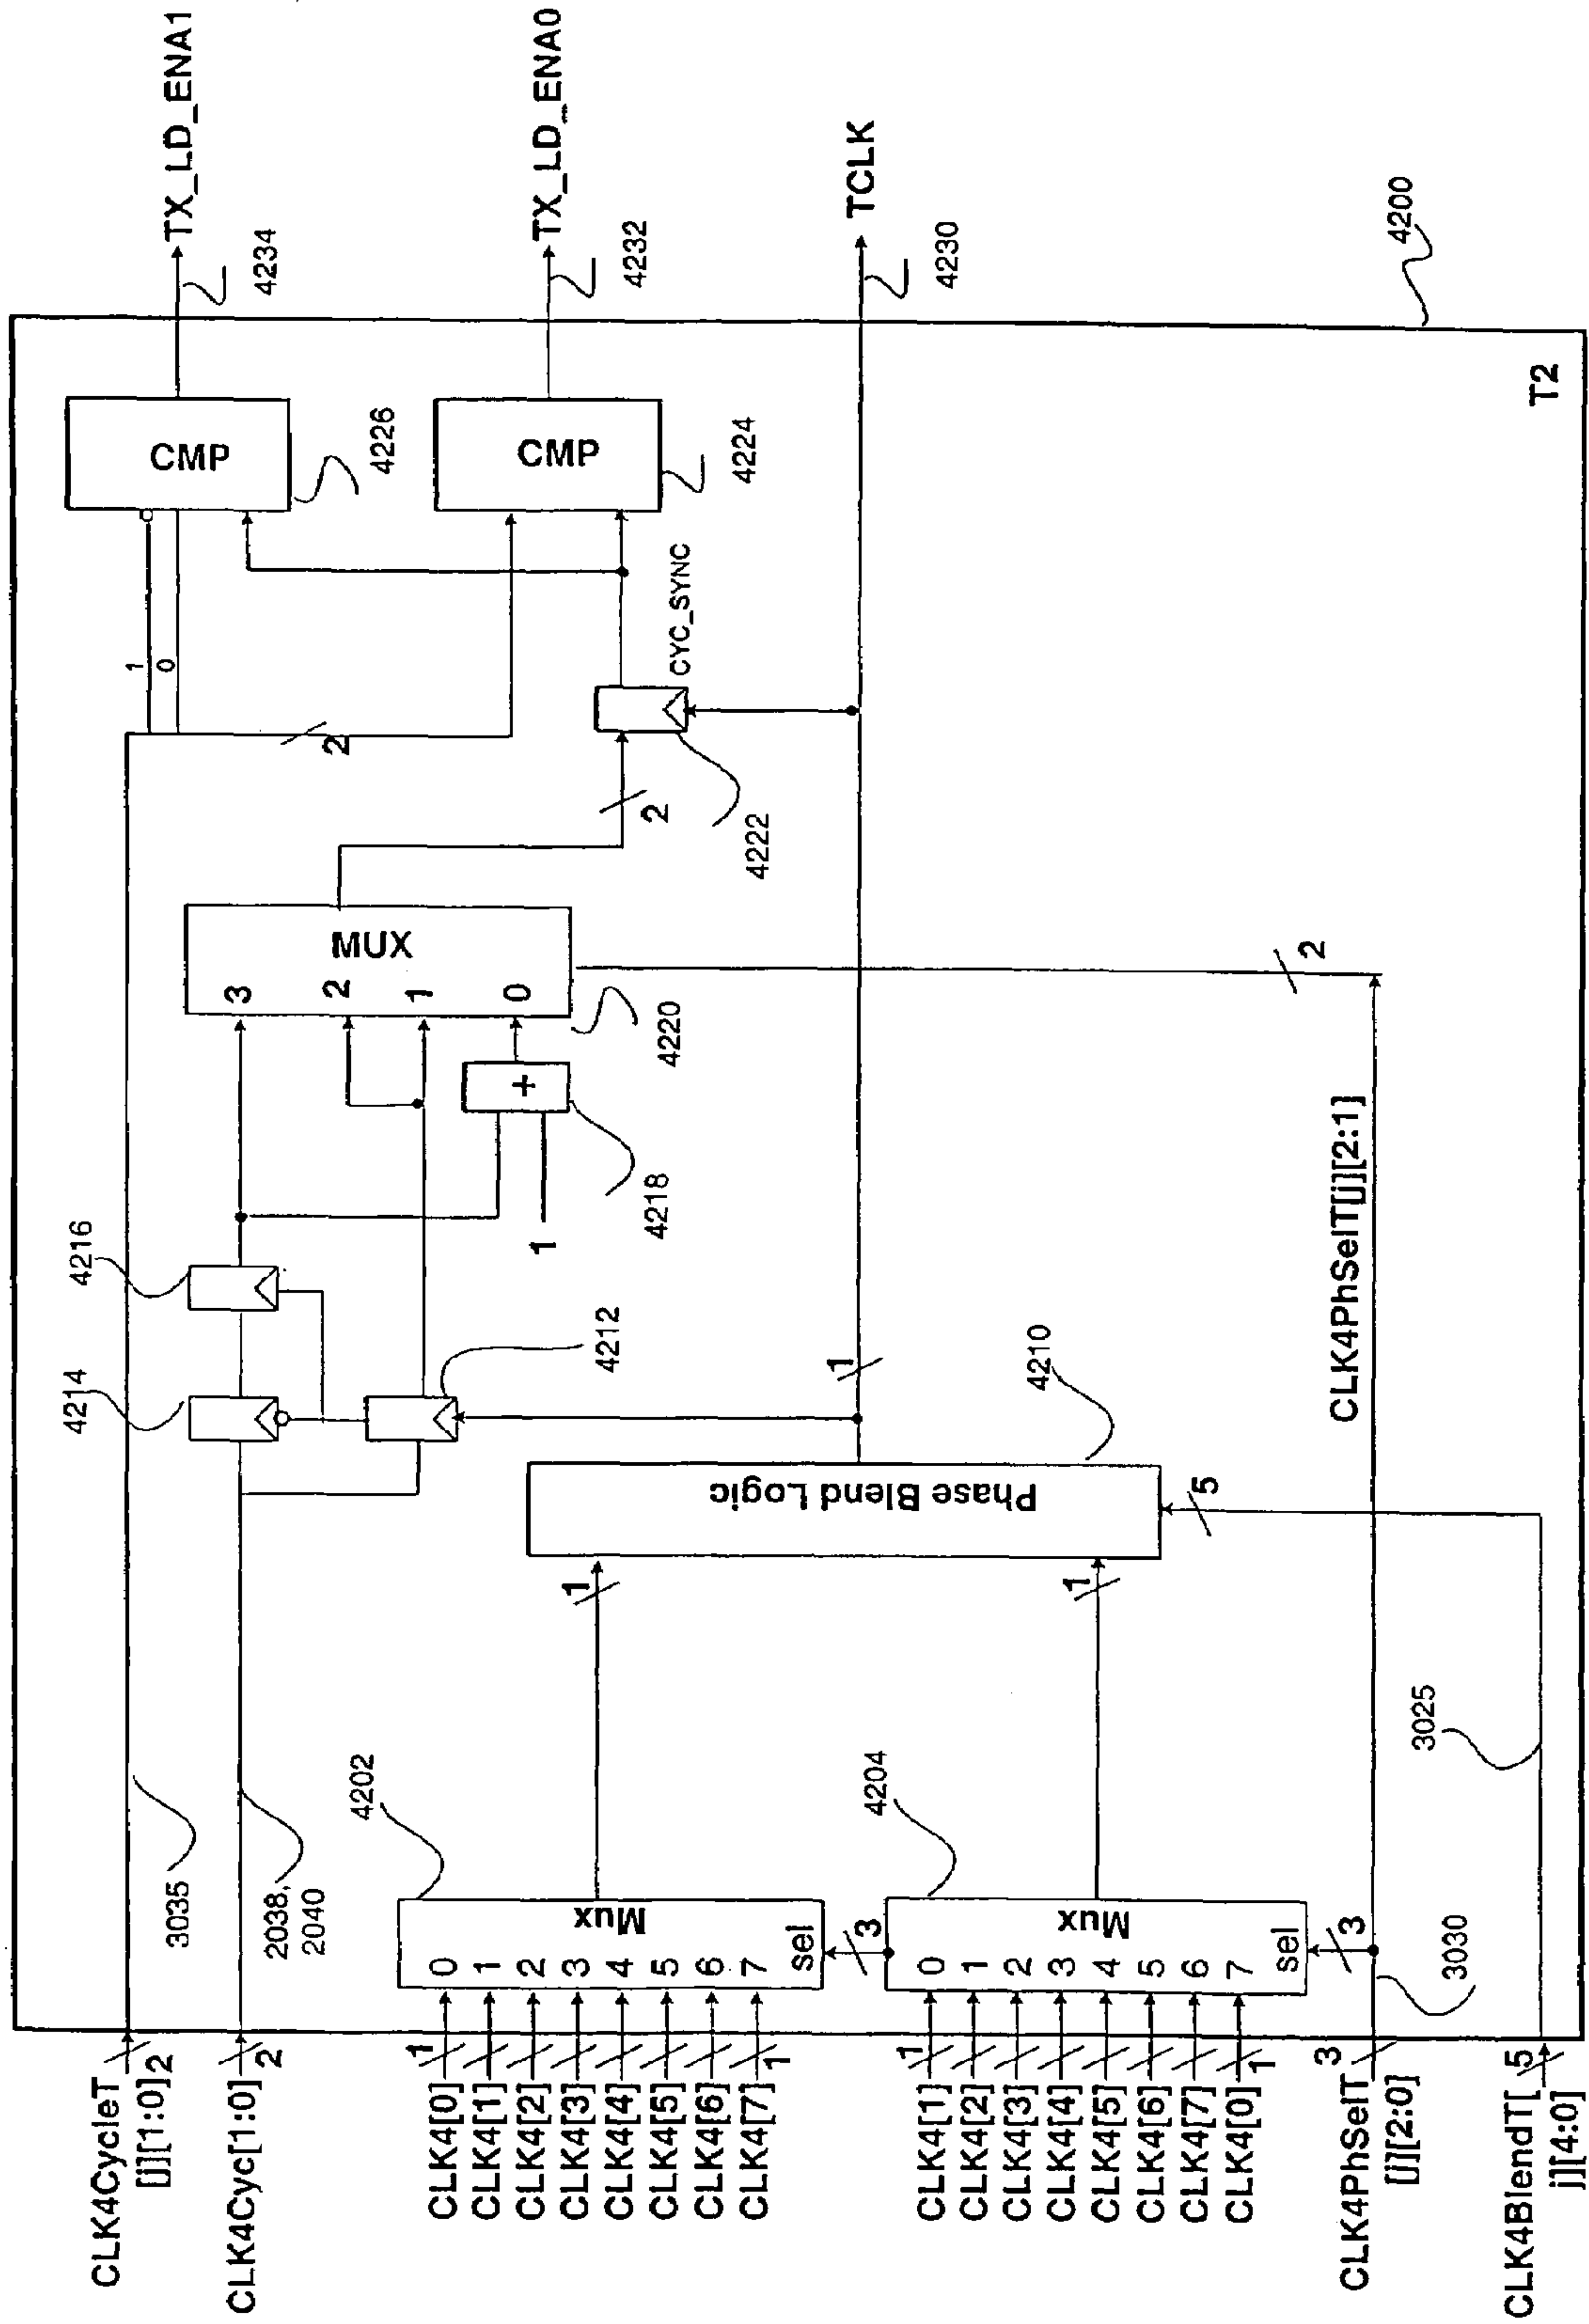 CLK4CycleT
[j][1:0]
2
CLK4Cyc[1:0]
2
CLK4[0]
CLK4[1]
CLK4[2]
CLK4[3]
CLK4[4]
CLK4[5]
CLK4[6]
CLK4[7]
1
1
CLK4[1]
CLK4[2]
CLK4[3]
CLK4[4]
CLK4[5]
CLK4[6]
CLK4[7]
CLK4[0]
1
1
CLK4PhSelT
[j][2:0]
3
CLK4BlendT[
j][4:0]
5
3035
2038,
2040
4202
0
1
2
3
4
5
6
7
sel
Mux
3
4204
0
1
2
3
4
5
6
7
sel
Mux
3
3030
3025
1
1
Phase Blend Logic
5
4210
1
4214
4216
4212
1
+
4218
CLK4PhSelT[j][2:1]
2
3
2
1
0
MUX
4220
2
4222
CYC_SYNC
2
1
0
CMP
4226
CMP
4224
TX_LD_ENA1
4234
TX_LD_ENA0
4232
TCLK
4230
4200
T2